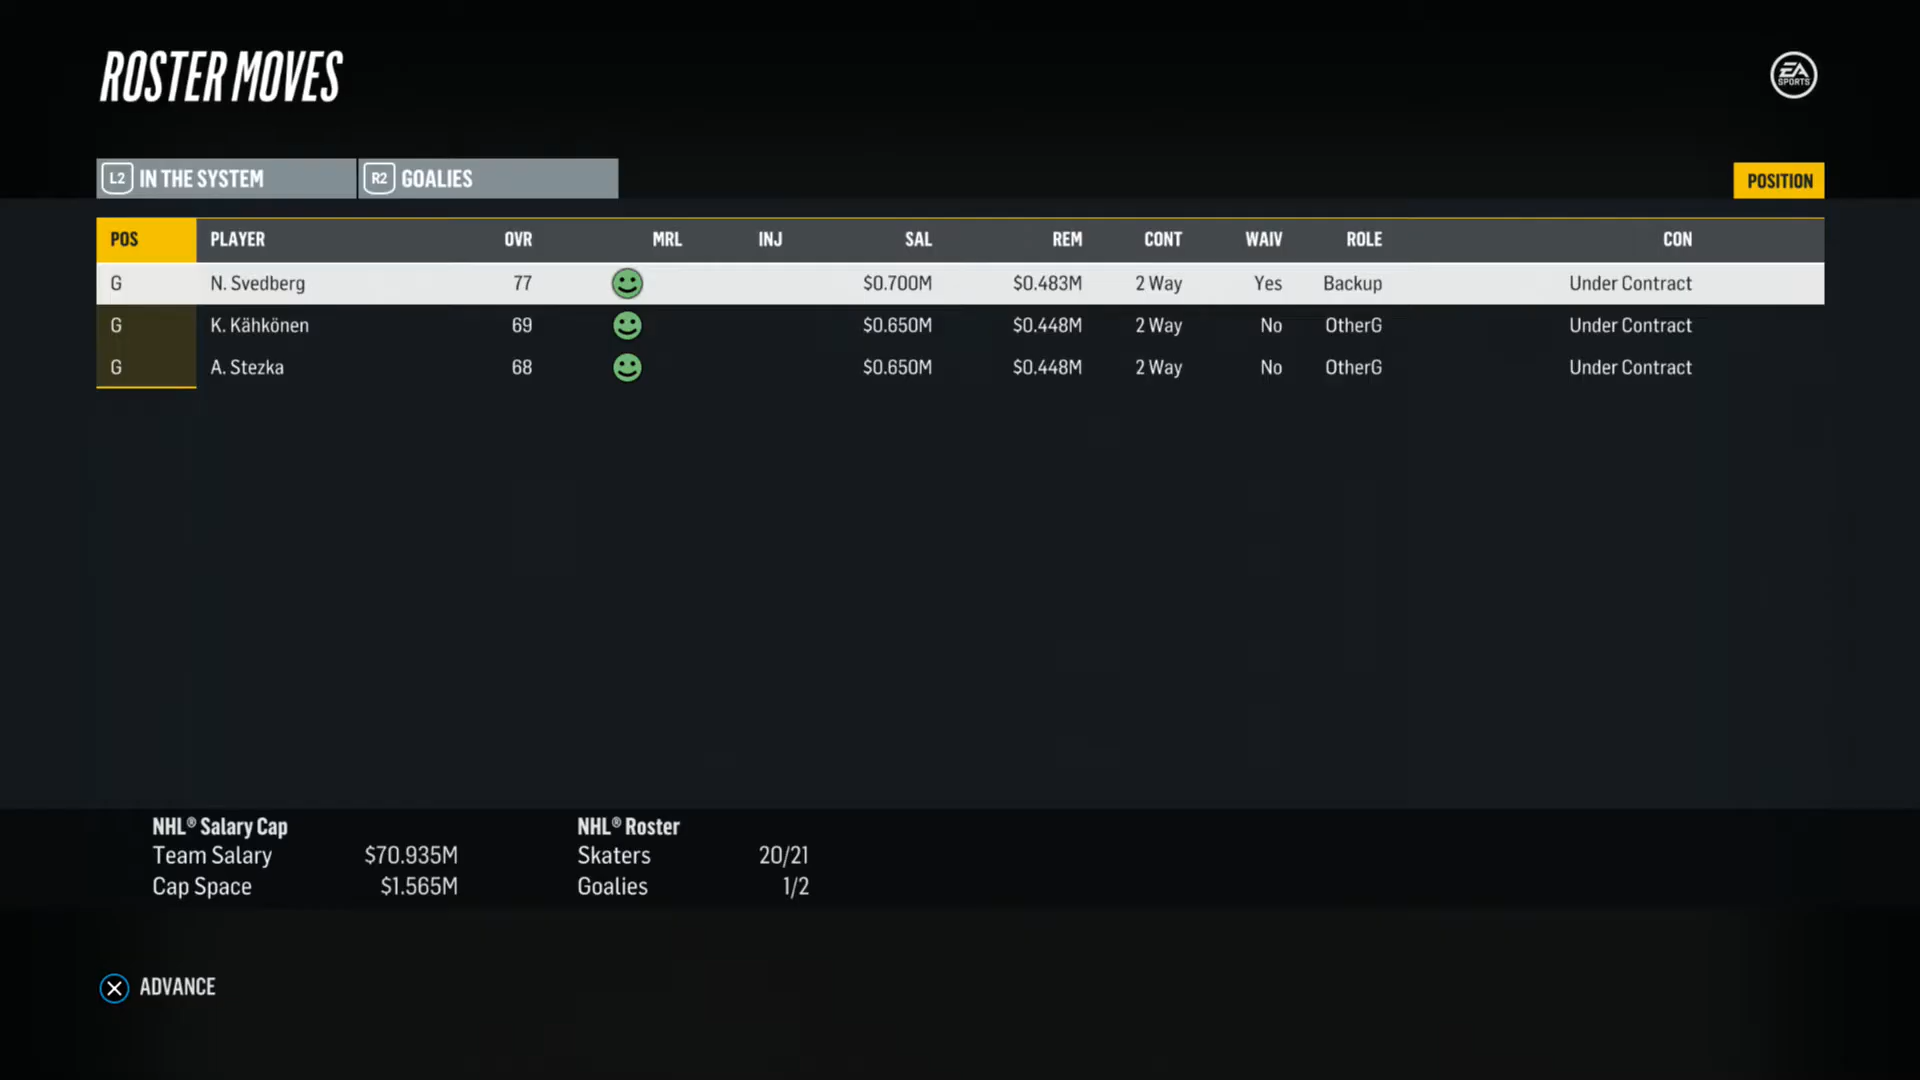 ROSTER MOVES
EA SPORTS
L2 IN THE SYSTEM R2 GOALIES POSITION
POS PLAYER OVR MRL INJ SAL REM CONT WAIV ROLE CON
G N. Svedberg 77 $0.700M $0.483M 2 Way Yes Backup Under Contract
G K. Kähkönen 69 $0.650M $0.448M 2 Way No OtherG Under Contract
G A. Stezka 68 $0.650M $0.448M 2 Way No OtherG Under Contract
NHL® Salary Cap NHL® Roster
Team Salary $70.935M Skaters 20/21
Cap Space $1.565M Goalies 1/2
ADVANCE